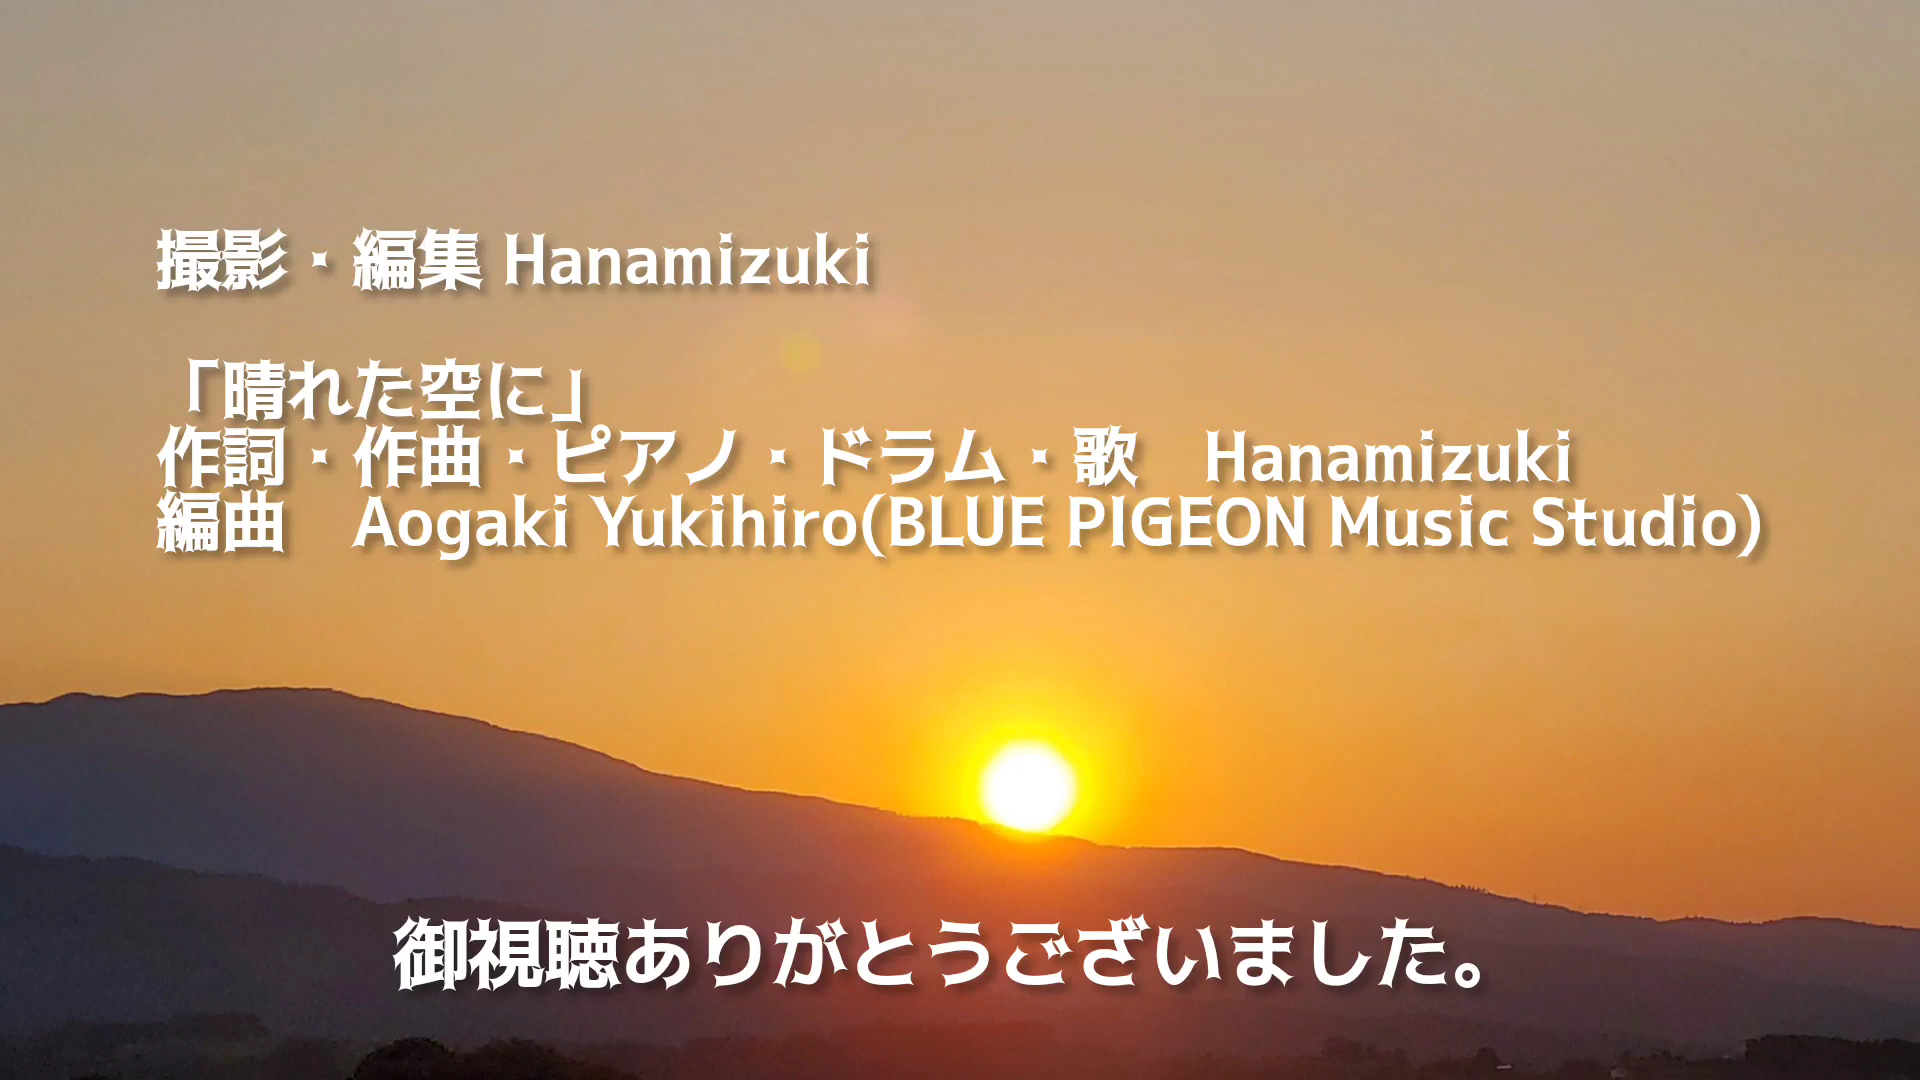 撮影・編集 Hanamizuki
「晴れた空に」
作詞・作曲・ピアノ・ドラム・歌　Hanamizuki
編曲　Aogaki Yukihiro(BLUE PIGEON Music Studio)
御視聴ありがとうございました。